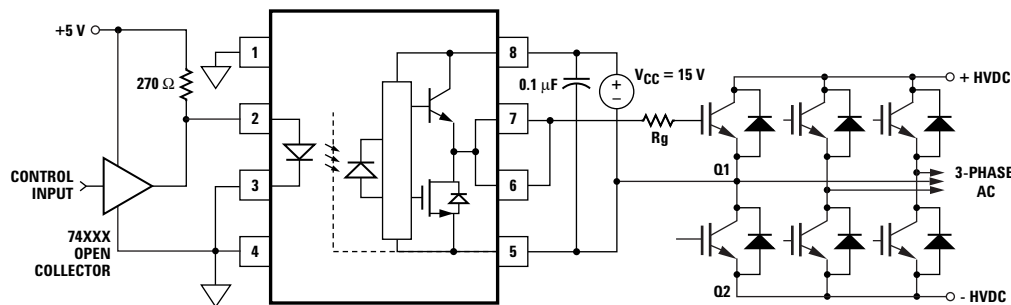 +5 V
270 Ω
CONTROL
INPUT
74XXX
OPEN
COLLECTOR
1
2
3
4
8
7
6
5
0.1 μF
VCC = 15 V
+
−
Rg
Q1
Q2
+ HVDC
3-PHASE
AC
- HVDC